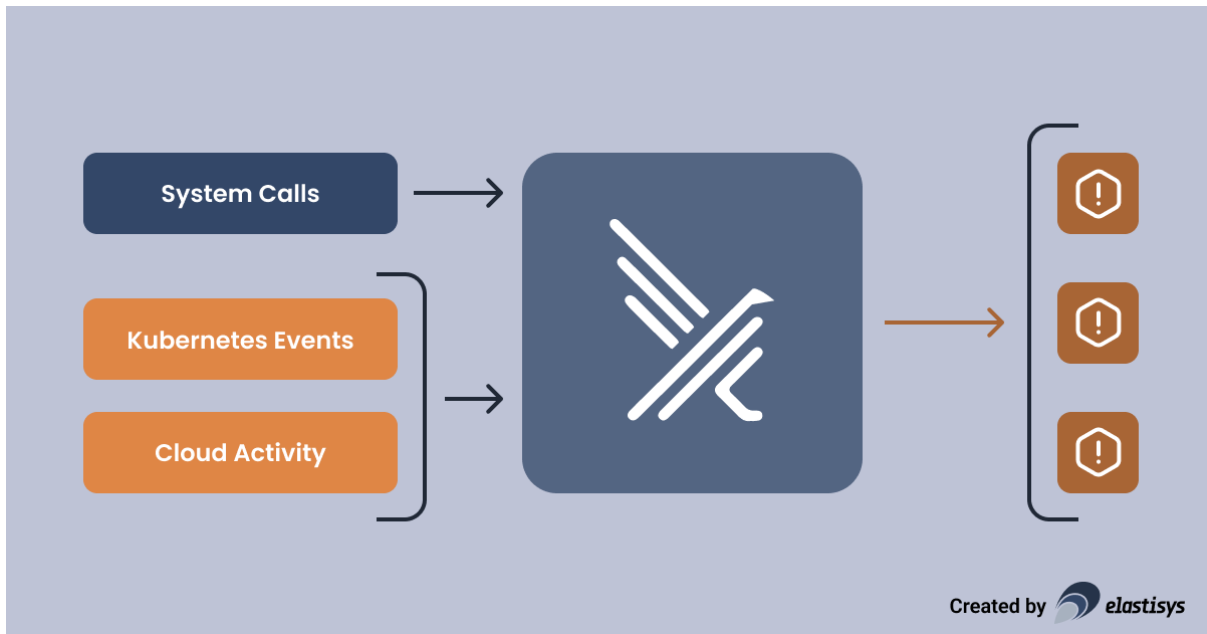 System Calls
Kubernetes Events
Cloud Activity
Created by elastisys